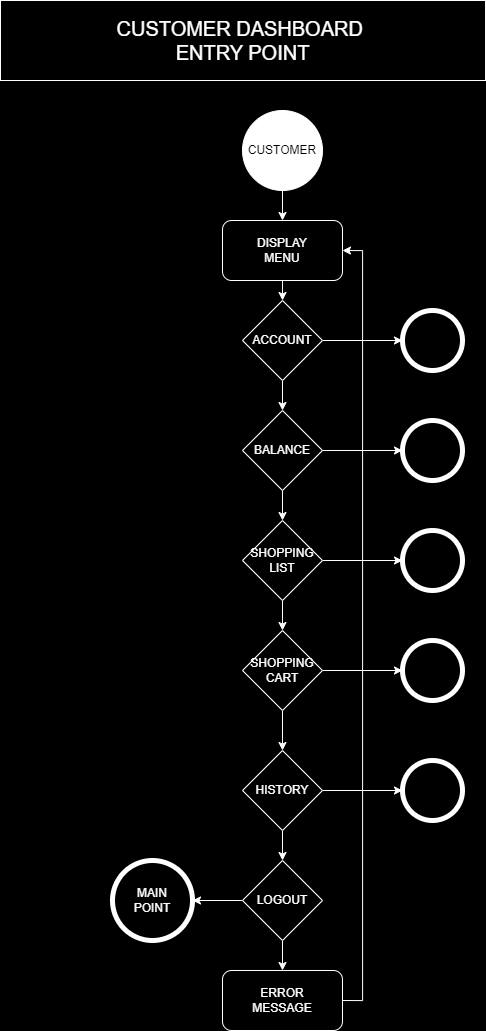 CUSTOMER DASHBOARD
ENTRY POINT
CUSTOMER
DISPLAY
MENU
ACCOUNT
BALANCE
SHOPPING
LIST
SHOPPING
CART
HISTORY
MAIN
POINT
LOGOUT
ERROR
MESSAGE